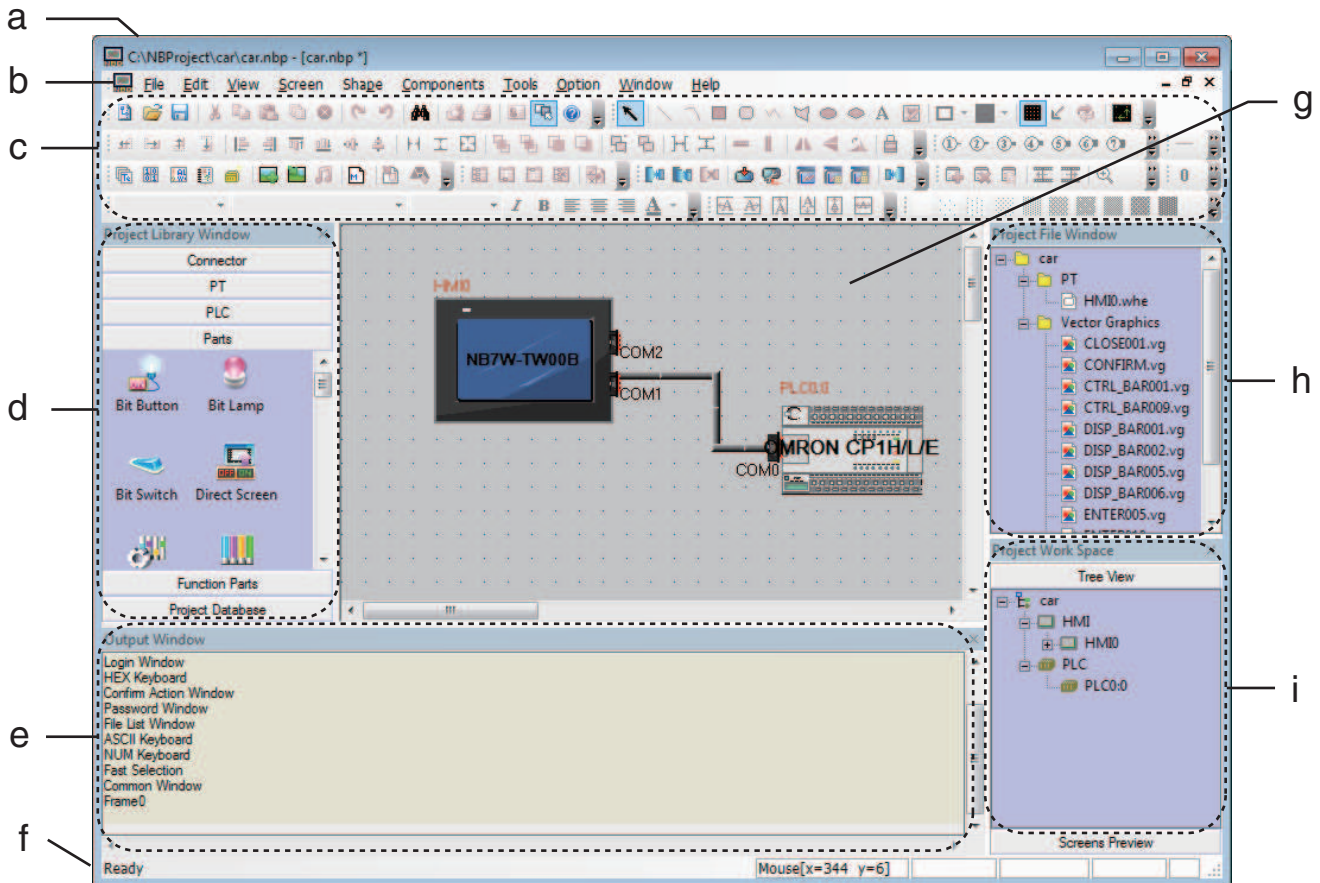 a
C:\NBProject\car\car.nbp - [car.nbp *]
b
File Edit View Screen Shape Components Tools Option Window Help
c
g
Project Library Window
Connector
PT
PLC
Parts
Bit Button Bit Lamp
Bit Switch Direct Screen
Function Parts
Project Database
d
HMI0
NB7W-TW00B
COM2
COM1
PLC0:0
OMRON CP1H/L/E
COM0
Project File Window
car
PT
HMI0.whe
Vector Graphics
CLOSE001.vg
CONFIRM.vg
CTRL_BAR001.vg
CTRL_BAR009.vg
DISP_BAR001.vg
DISP_BAR002.vg
DISP_BAR005.vg
DISP_BAR006.vg
ENTER005.vg
h
Project Work Space
Tree View
car
HMI
HMI0
PLC
PLC0:0
Screens Preview
i
Output Window
Login Window
HEX Keyboard
Confirm Action Window
Password Window
File List Window
ASCII Keyboard
NUM Keyboard
Fast Selection
Common Window
Frame0
e
f
Ready
Mouse[x=344 y=6]